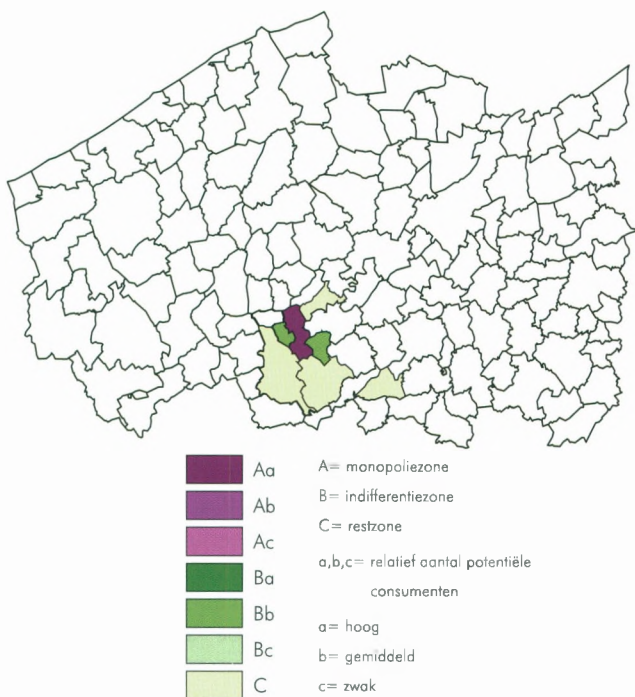 Aa
Ab
Ac
Ba
Bb
Bc
C
A= monopoliezone
B= indifferentiezone
C= restzone
a,b,c= relatief aantal potentiële
consumenten
a= hoog
b= gemiddeld
c= zwak